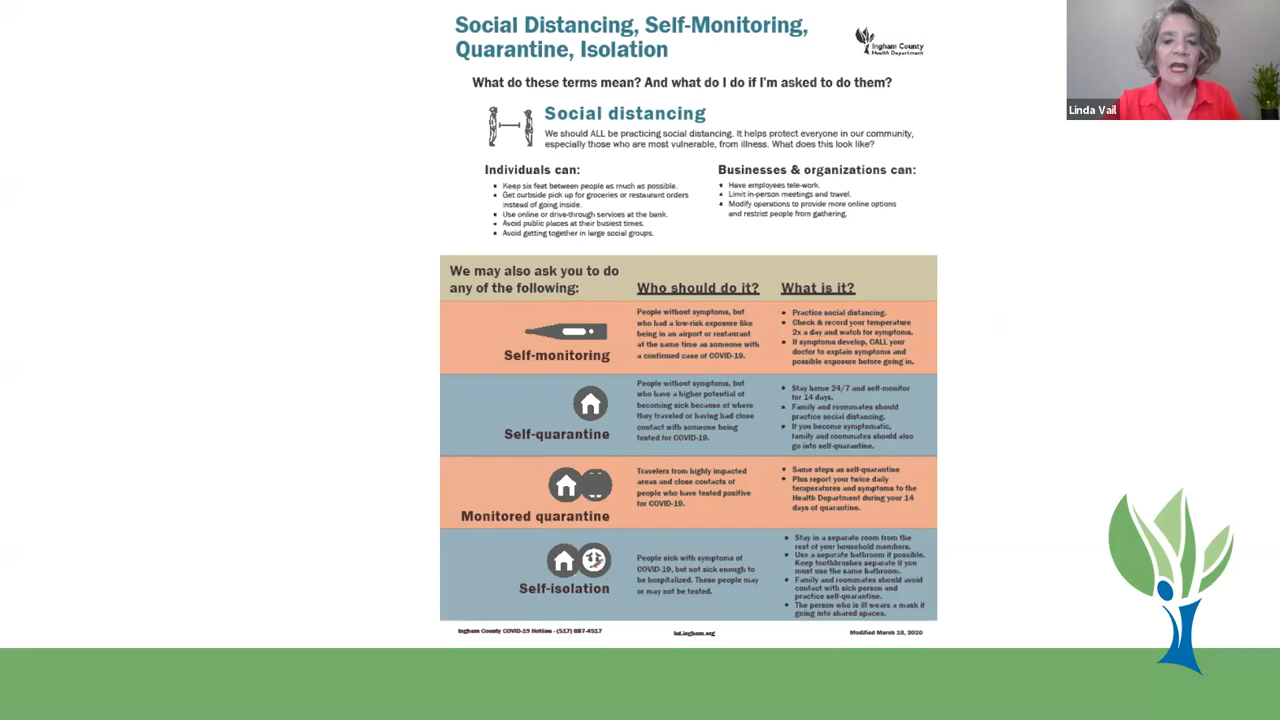 Social Distancing, Self-Monitoring,
Quarantine, Isolation
Ingham County
Health Department
Linda Vail
What do these terms mean? And what do I do if I'm asked to do them?
Social distancing
We should ALL be practicing social distancing. It helps protect everyone in our community,
especially those who are most vulnerable, from illness. What does this look like?
Individuals can:
• Keep six feet between people as much as possible.
• Get curbside pick up for groceries or restaurant orders
instead of going inside.
• Use online or drive-through services at the bank.
• Avoid public places at their busiest times.
• Avoid getting together in large social groups.
Businesses & organizations can:
• Have employees tele-work.
• Limit in-person meetings and travel.
• Modify operations to provide more online options
and restrict people from gathering.
We may also ask you to do
any of the following:
Who should do it?
What is it?
Self-monitoring
People without symptoms, but
who had a low-risk exposure like
being in an airport or restaurant
at the same time as someone with
a confirmed case of COVID-19.
• Practice social distancing.
• Check & record your temperature
2x a day and watch for symptoms.
• If symptoms develop, CALL your
doctor to explain symptoms and
possible exposure before going in.
Self-quarantine
People without symptoms, but
who have a higher potential of
becoming sick because of where
they traveled or having had close
contact with someone being
tested for COVID-19.
• Stay home 24/7 and self-monitor
for 14 days.
• Family and roommates should
practice social distancing.
• If you become symptomatic,
family and roommates should also
go into self-quarantine.
Monitored quarantine
Travelers from highly impacted
areas and close contacts of
people who have tested positive
for COVID-19.
• Same steps as self-quarantine
• Plus report your twice daily
temperatures and symptoms to the
Health Department during your 14
days of quarantine.
Self-isolation
People sick with symptoms of
COVID-19, but not sick enough to
be hospitalized. These people may
or may not be tested.
• Stay in a separate room from the
rest of your household members.
• Use a separate bathroom if possible.
Keep toothbrushes separate if you
must use the same bathroom.
• Family and roommates should avoid
contact with sick person and
practice self-quarantine.
• The person who is ill wears a mask if
going into shared spaces.
Ingham County COVID-19 Hotline - (517) 887-4517
hd.ingham.org
Modified March 18, 2020